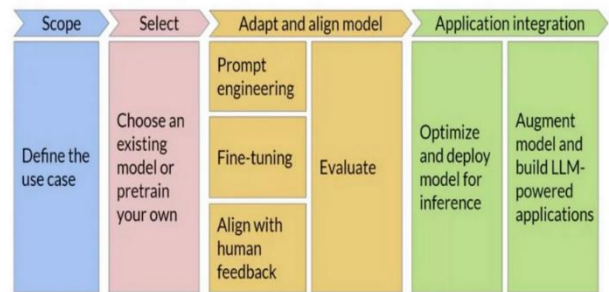 Scope
Select
Adapt and align model
Application integration
Define the
use case
Choose an
existing
model or
pretrain
your own
Prompt
engineering
Fine-tuning
Align with
human
feedback
Evaluate
Optimize
and deploy
model for
inference
Augment
model and
build LLM-
powered
applications